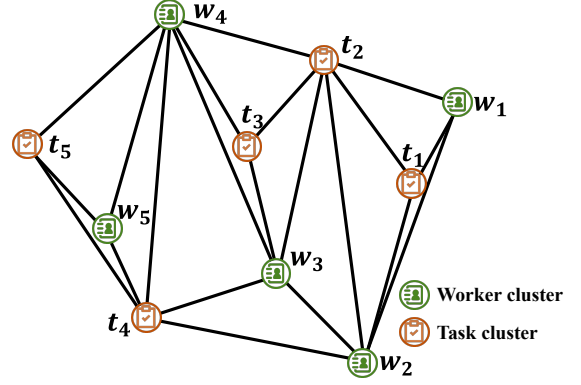 w₄
t₂
w₁
t₃
t₁
t₅
w₅
w₃
t₄
w₂
Worker cluster
Task cluster